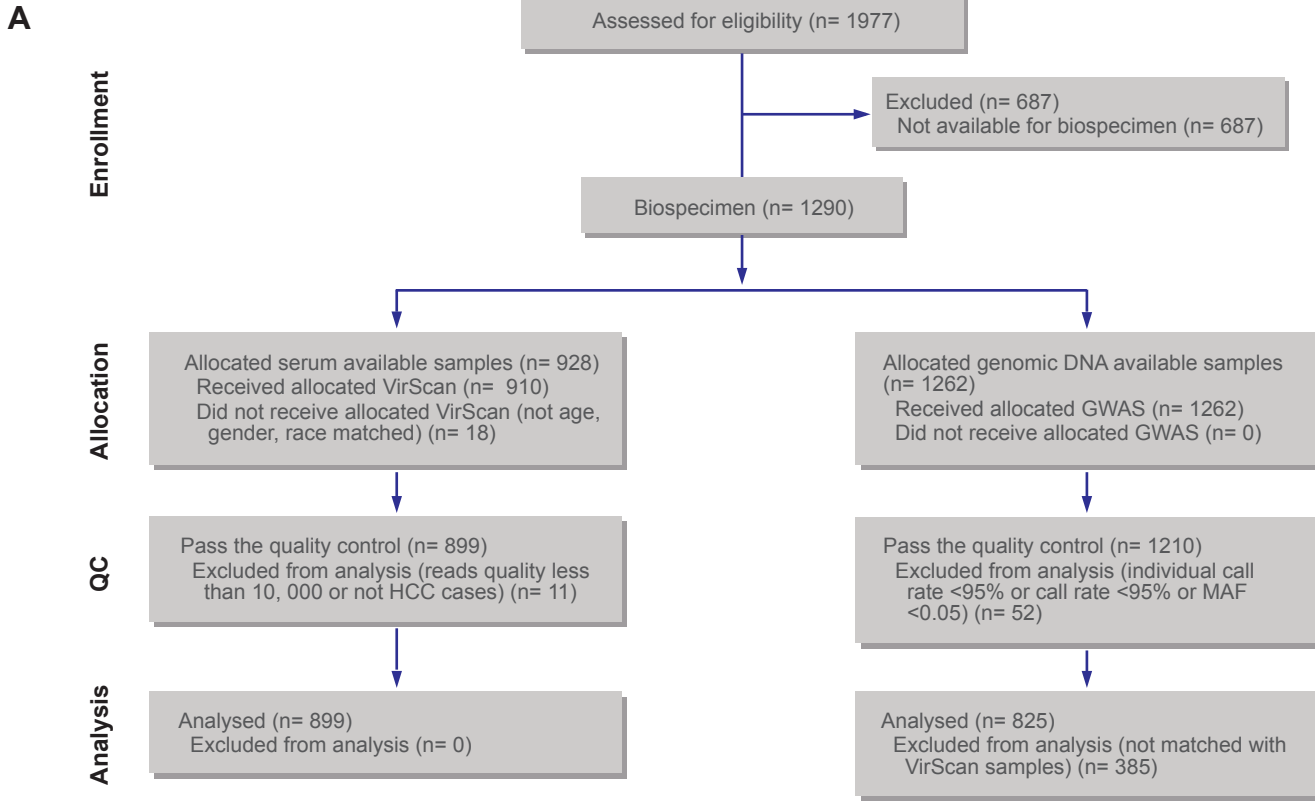 A
Assessed for eligibility (n= 1977)
Enrollment
Excluded (n= 687)
Not available for biospecimen (n= 687)
Biospecimen (n= 1290)
Allocation
Allocated serum available samples (n= 928)
Received allocated VirScan (n=  910)
Did not receive allocated VirScan (not age,
gender, race matched) (n= 18)
Allocated genomic DNA available samples
(n= 1262)
Received allocated GWAS (n= 1262)
Did not receive allocated GWAS (n= 0)
QC
Pass the quality control (n= 899)
Excluded from analysis (reads quality less
than 10, 000 or not HCC cases) (n= 11)
Pass the quality control (n= 1210)
Excluded from analysis (individual call
rate <95% or call rate <95% or MAF
<0.05) (n= 52)
Analysis
Analysed (n= 899)
Excluded from analysis (n= 0)
Analysed (n= 825)
Excluded from analysis (not matched with
VirScan samples) (n= 385)